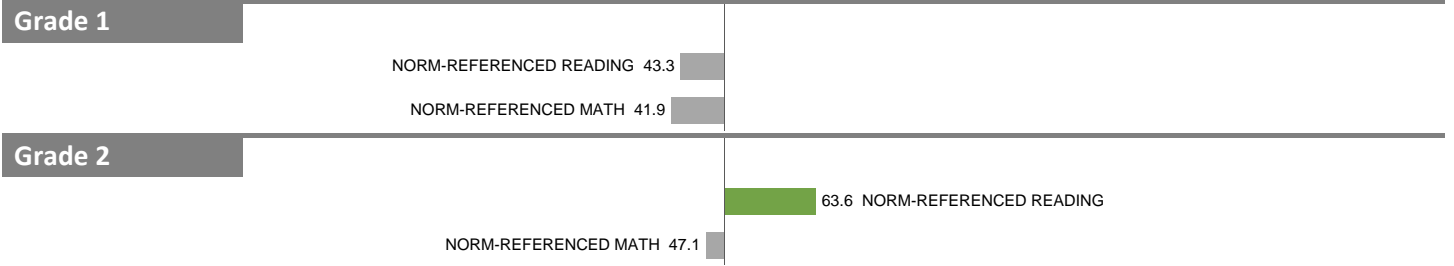 Grade 1
NORM-REFERENCED READING 43.3
NORM-REFERENCED MATH 41.9
Grade 2
63.6 NORM-REFERENCED READING
NORM-REFERENCED MATH 47.1